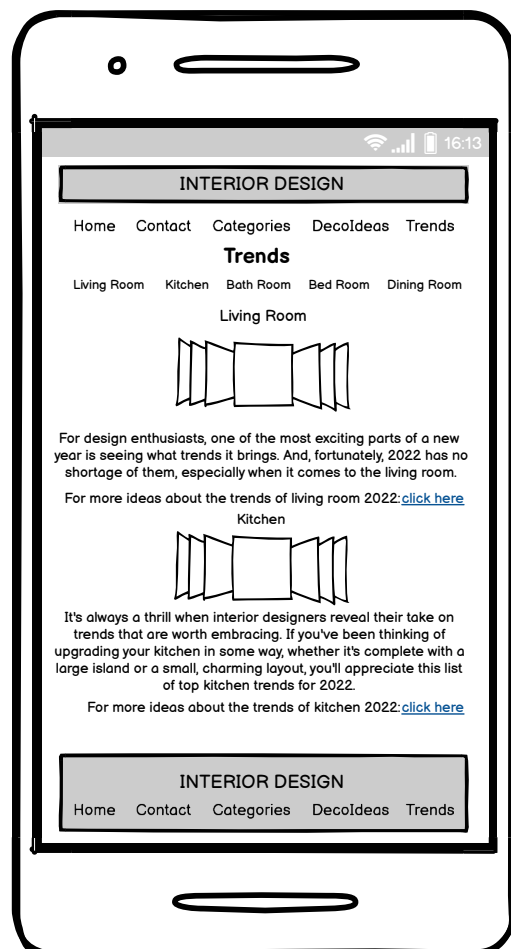 16:13
INTERIOR DESIGN
Home Contact Categories DecoIdeas Trends
Trends
Living Room Kitchen Bath Room Bed Room Dining Room
Living Room
For design enthusiasts, one of the most exciting parts of a new
year is seeing what trends it brings. And, fortunately, 2022 has no
shortage of them, especially when it comes to the living room.
For more ideas about the trends of living room 2022:click here
Kitchen
It's always a thrill when interior designers reveal their take on
trends that are worth embracing. If you've been thinking of
upgrading your kitchen in some way, whether it's complete with a
large island or a small, charming layout, you'll appreciate this list
of top kitchen trends for 2022.
For more ideas about the trends of kitchen 2022:click here
INTERIOR DESIGN
Home Contact Categories DecoIdeas Trends